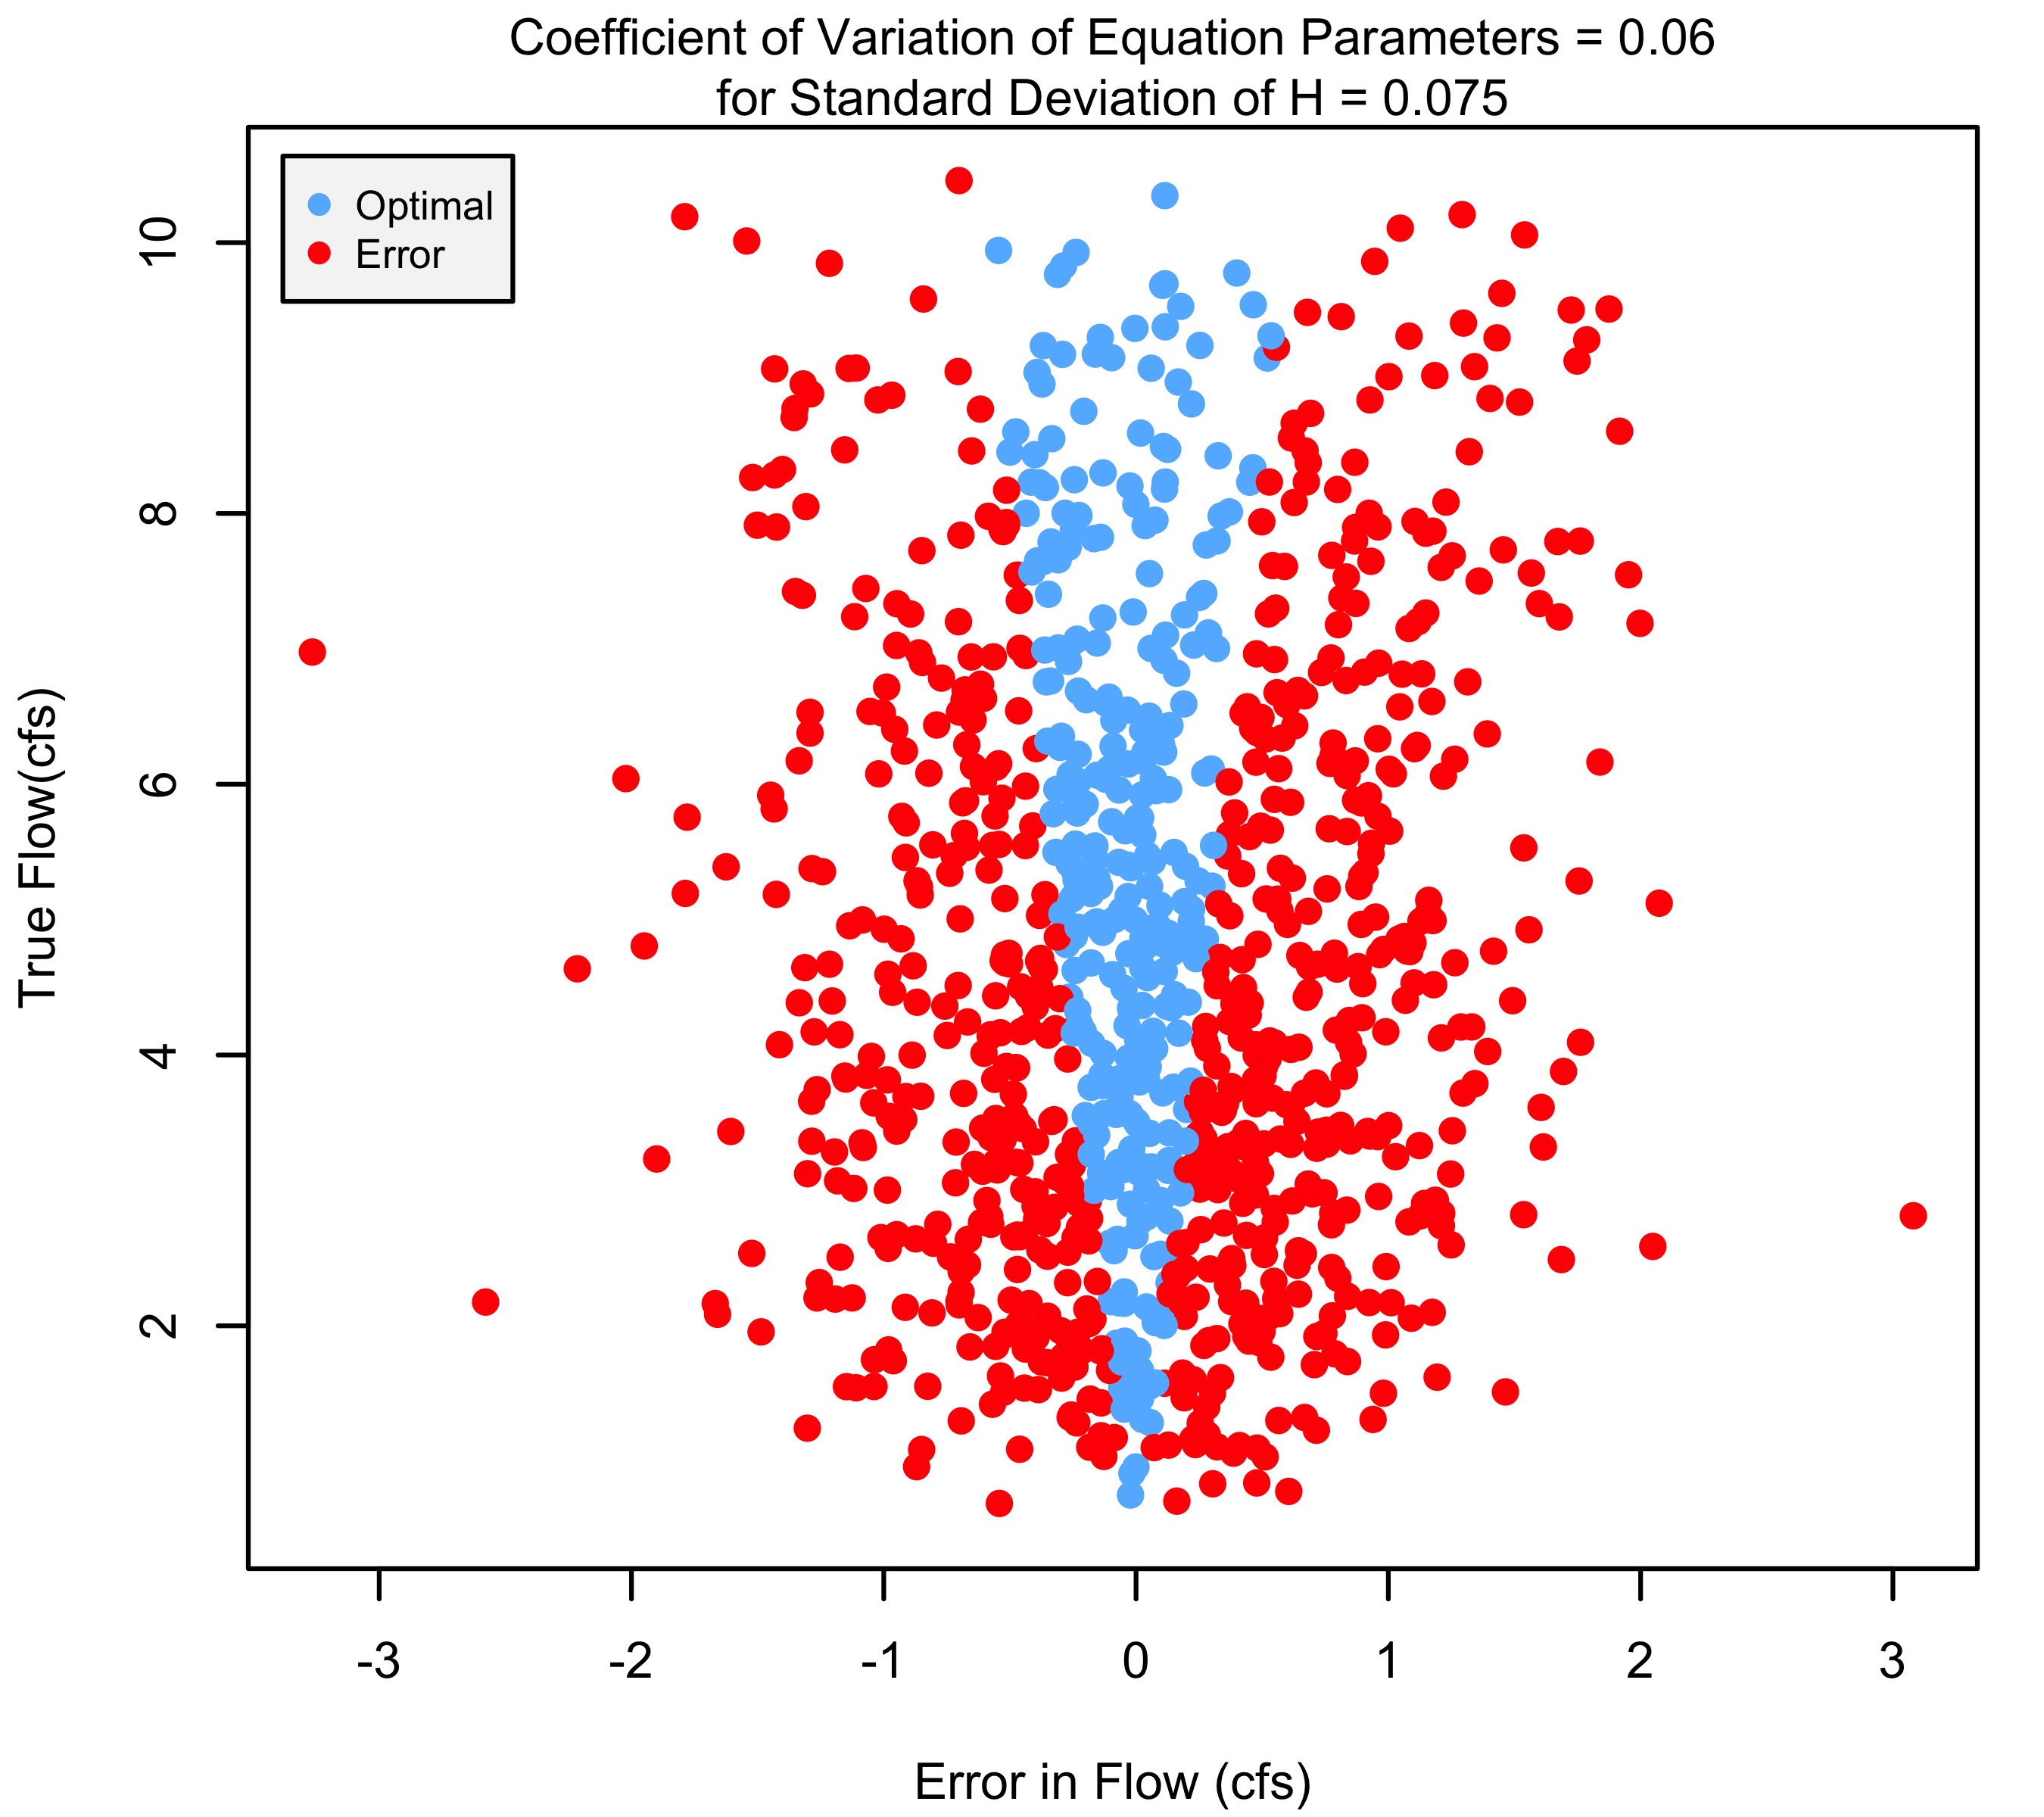 Coefficient of Variation of Equation Parameters = 0.06
for Standard Deviation of H = 0.075
Optimal
Error
True Flow(cfs)
10
8
6
4
2
-3 -2 -1 0 1 2 3
Error in Flow (cfs)